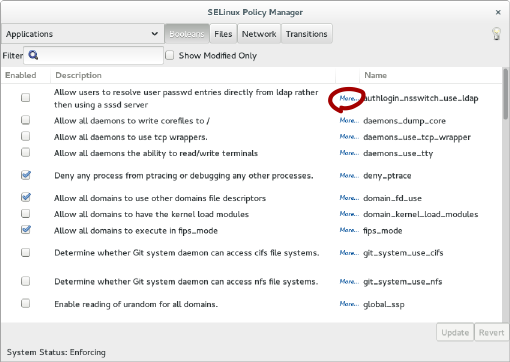 SELinux Policy Manager
Applications Booleans Files Network Transitions
Filter Show Modified Only
Enabled Description Name
Allow users to resolve user passwd entries directly from ldap rather
then using a sssd server More... authlogin_nsswitch_use_ldap
Allow all daemons to write corefiles to / More... daemons_dump_core
Allow all daemons to use tcp wrappers. More... daemons_use_tcp_wrapper
Allow all daemons the ability to read/write terminals More... daemons_use_tty
Deny any process from ptracing or debugging any other processes. More... deny_ptrace
Allow all domains to use other domains file descriptors More... domain_fd_use
Allow all domains to have the kernel load modules More... domain_kernel_load_modules
Allow all domains to execute in fips_mode More... fips_mode
Determine whether Git system daemon can access cifs file systems. More... git_system_use_cifs
Determine whether Git system daemon can access nfs file systems. More... git_system_use_nfs
Enable reading of urandom for all domains. More... global_ssp
Update Revert
System Status: Enforcing